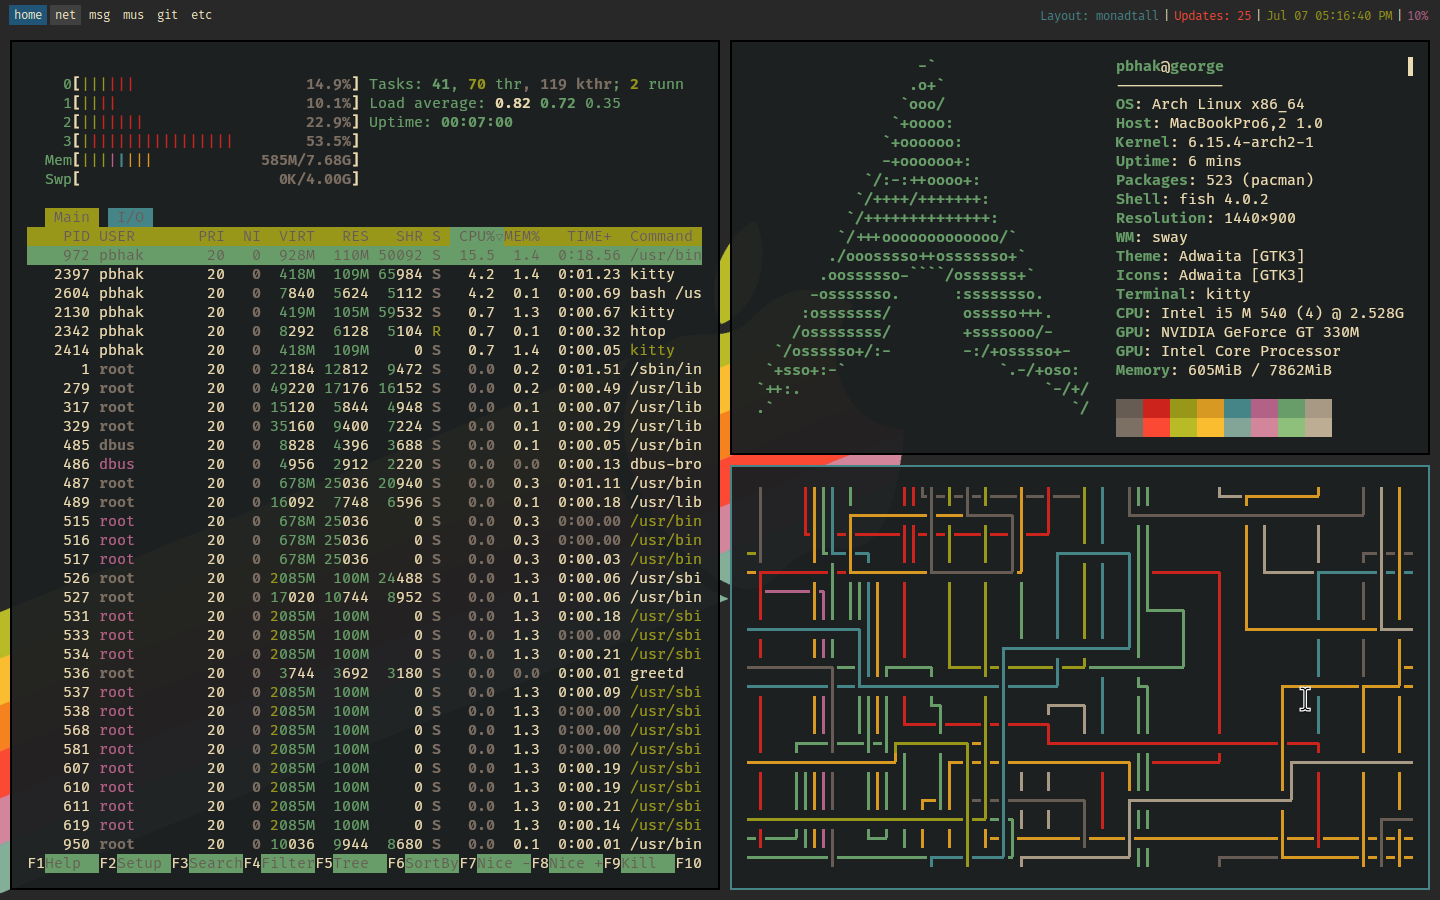 home net msg mus git etc
Layout: monadtall | Updates: 25 | Jul 07 05:16:40 PM | 10%
0[||||||                   14.9%]
1[||||                     10.1%]
2[|||||||                  22.9%]
3[|||||||||||||||||        53.5%]
Mem[||||||||         585M/7.68G]
Swp[                   0K/4.00G]
Tasks: 41, 70 thr, 119 kthr; 2 runn
Load average: 0.82 0.72 0.35
Uptime: 00:07:00
Main I/O
PID USER PRI NI VIRT RES SHR S CPU%▽MEM% TIME+ Command
972 pbhak 20 0 928M 110M 50092 S 15.5 1.4 0:18.56 /usr/bin
2397 pbhak 20 0 418M 109M 65984 S 4.2 1.4 0:01.23 kitty
2604 pbhak 20 0 7840 5624 5112 S 4.2 0.1 0:00.69 bash /us
2130 pbhak 20 0 419M 105M 59532 S 0.7 1.3 0:00.67 kitty
2342 pbhak 20 0 8292 6128 5104 R 0.7 0.1 0:00.32 htop
2414 pbhak 20 0 418M 109M 0 S 0.7 1.4 0:00.05 kitty
1 root 20 0 22184 12812 9472 S 0.0 0.2 0:01.51 /sbin/in
279 root 20 0 49220 17176 16152 S 0.0 0.2 0:00.49 /usr/lib
317 root 20 0 15120 5844 4948 S 0.0 0.1 0:00.07 /usr/lib
329 root 20 0 35160 9400 7224 S 0.0 0.1 0:00.29 /usr/lib
485 dbus 20 0 8828 4396 3688 S 0.0 0.1 0:00.05 /usr/bin
486 dbus 20 0 4956 2912 2220 S 0.0 0.0 0:00.13 dbus-bro
487 root 20 0 678M 25036 20940 S 0.0 0.3 0:01.11 /usr/bin
489 root 20 0 16092 7748 6596 S 0.0 0.1 0:00.18 /usr/lib
515 root 20 0 678M 25036 0 S 0.0 0.3 0:00.00 /usr/bin
516 root 20 0 678M 25036 0 S 0.0 0.3 0:00.00 /usr/bin
517 root 20 0 678M 25036 0 S 0.0 0.3 0:00.03 /usr/bin
526 root 20 0 2085M 100M 24488 S 0.0 1.3 0:00.06 /usr/sbi
527 root 20 0 17020 10744 8952 S 0.0 0.1 0:00.06 /usr/bin
531 root 20 0 2085M 100M 0 S 0.0 1.3 0:00.18 /usr/sbi
533 root 20 0 2085M 100M 0 S 0.0 1.3 0:00.00 /usr/sbi
534 root 20 0 2085M 100M 0 S 0.0 1.3 0:00.21 /usr/sbi
536 root 20 0 3744 3692 3180 S 0.0 0.0 0:00.01 greetd
537 root 20 0 2085M 100M 0 S 0.0 1.3 0:00.09 /usr/sbi
538 root 20 0 2085M 100M 0 S 0.0 1.3 0:00.00 /usr/sbi
568 root 20 0 2085M 100M 0 S 0.0 1.3 0:00.00 /usr/sbi
581 root 20 0 2085M 100M 0 S 0.0 1.3 0:00.00 /usr/sbi
607 root 20 0 2085M 100M 0 S 0.0 1.3 0:00.19 /usr/sbi
610 root 20 0 2085M 100M 0 S 0.0 1.3 0:00.19 /usr/sbi
611 root 20 0 2085M 100M 0 S 0.0 1.3 0:00.21 /usr/sbi
619 root 20 0 2085M 100M 0 S 0.0 1.3 0:00.14 /usr/sbi
950 root 20 0 10036 9944 8680 S 0.0 0.1 0:00.01 /usr/bin
F1Help F2Setup F3SearchF4FilterF5Tree F6SortByF7Nice -F8Nice +F9Kill F10
-`
.o+`
`ooo/
`+oooo:
`+oooooo:
-+oooooo+:
`/:-:++oooo+:
`/++++/+++++++:
`/++++++++++++++:
`/+++ooooooooooooo/`
./ooosssso++osssssso+`
.oossssso-````/ossssss+`
-osssssso.      :ssssssso.
:osssssss/        osssso+++.
/ossssssss/        +ssssooo/-
`/ossssso+/:-        -:/+osssso+-
`+sso+:-`                 `.-/+oso:
`++:.                           `-/+/
.`                                 `/
pbhak@george
------------
OS: Arch Linux x86_64
Host: MacBookPro6,2 1.0
Kernel: 6.15.4-arch2-1
Uptime: 6 mins
Packages: 523 (pacman)
Shell: fish 4.0.2
Resolution: 1440×900
WM: sway
Theme: Adwaita [GTK3]
Icons: Adwaita [GTK3]
Terminal: kitty
CPU: Intel i5 M 540 (4) @ 2.528G
GPU: NVIDIA GeForce GT 330M
GPU: Intel Core Processor
Memory: 605MiB / 7862MiB